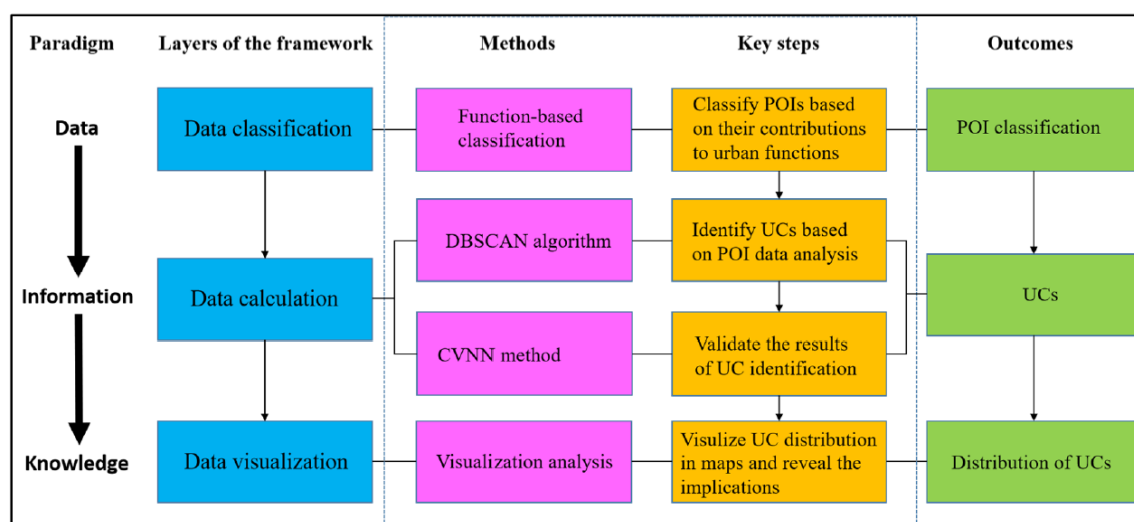 Paradigm
Layers of the framework
Methods
Key steps
Outcomes
Data
Data classification
Function-based
classification
Classify POIs based
on their contributions
to urban functions
POI classification
DBSCAN algorithm
Identify UCs based
on POI data analysis
Information
Data calculation
UCs
CVNN method
Validate the results
of UC identification
Knowledge
Data visualization
Visualization analysis
Visulize UC distribution
in maps and reveal the
implications
Distribution of UCs